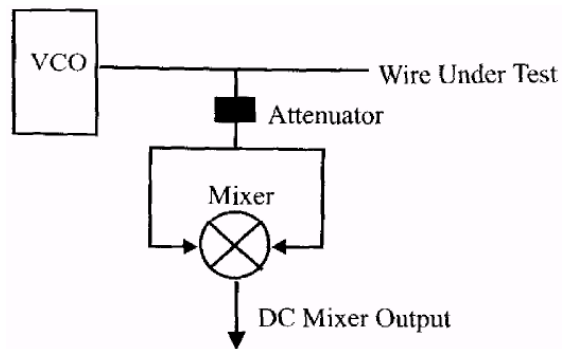 VCO
Wire Under Test
Attenuator
Mixer
DC Mixer Output